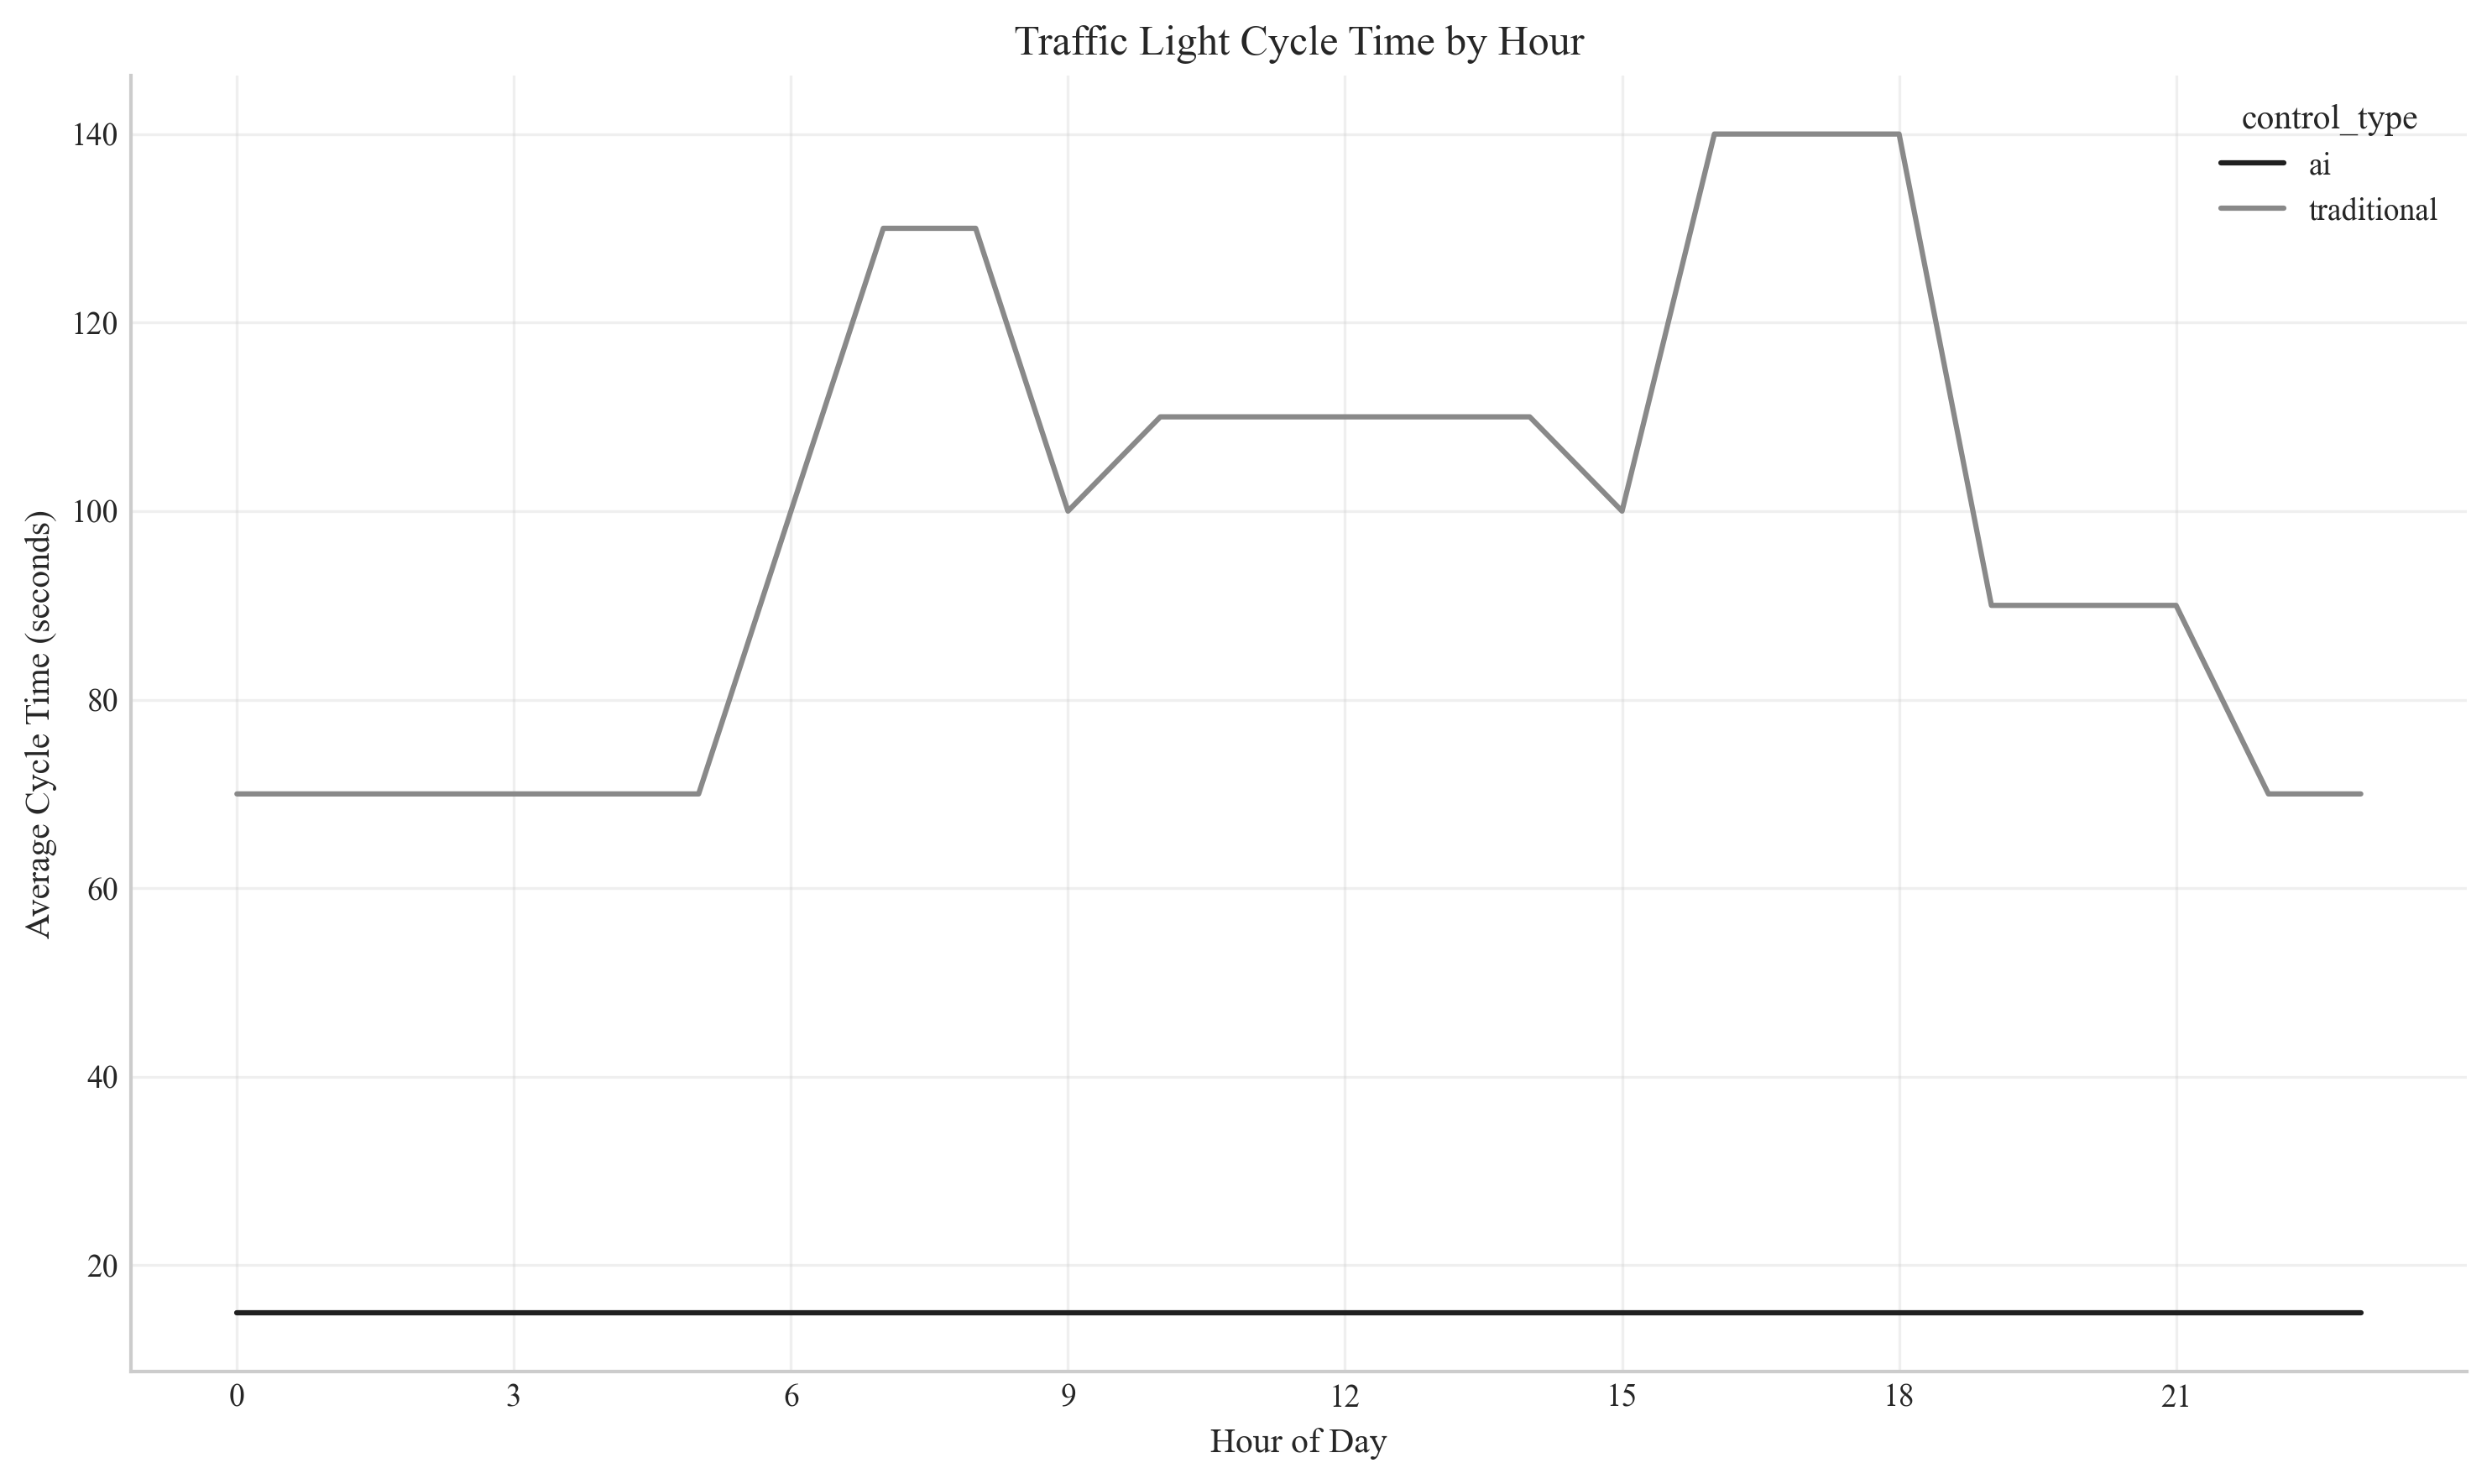 Traffic Light Cycle Time by Hour
control_type
ai
traditional
Average Cycle Time (seconds)
140
120
100
80
60
40
20
0 3 6 9 12 15 18 21
Hour of Day